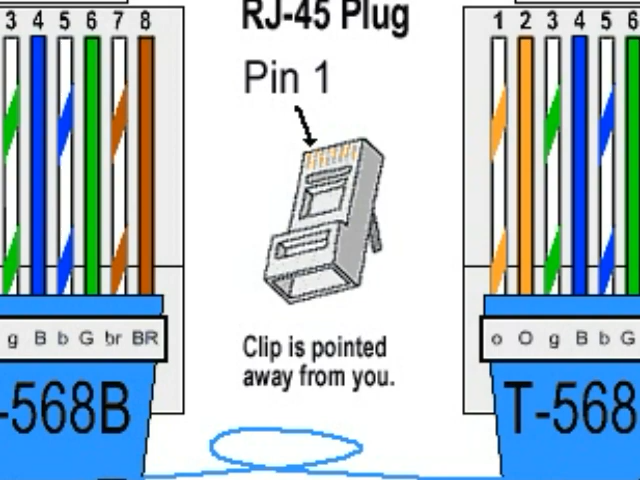 3 4 5 6 7 8
RJ-45 Plug
1 2 3 4 5 6
Pin 1
Clip is pointed
away from you.
g B b G br BR
o O g B b G
-568B
T-568